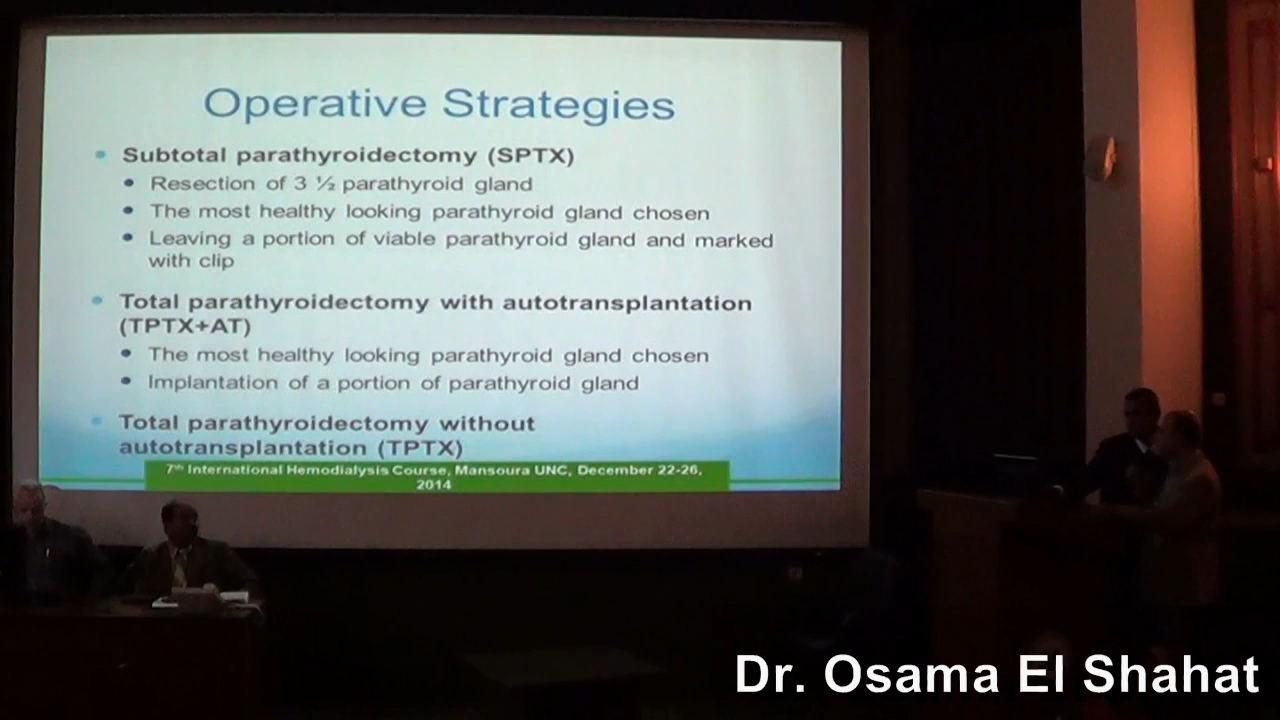 Operative Strategies
Subtotal parathyroidectomy (SPTX)
Resection of 3 ½ parathyroid gland
The most healthy looking parathyroid gland chosen
Leaving a portion of viable parathyroid gland and marked
with clip
Total parathyroidectomy with autotransplantation
(TPTX+AT)
The most healthy looking parathyroid gland chosen
Implantation of a portion of parathyroid gland
Total parathyroidectomy without
autotransplantation (TPTX)
7th International Hemodialysis Course, Mansoura UNC, December 22-26,
2014
Dr. Osama El Shahat